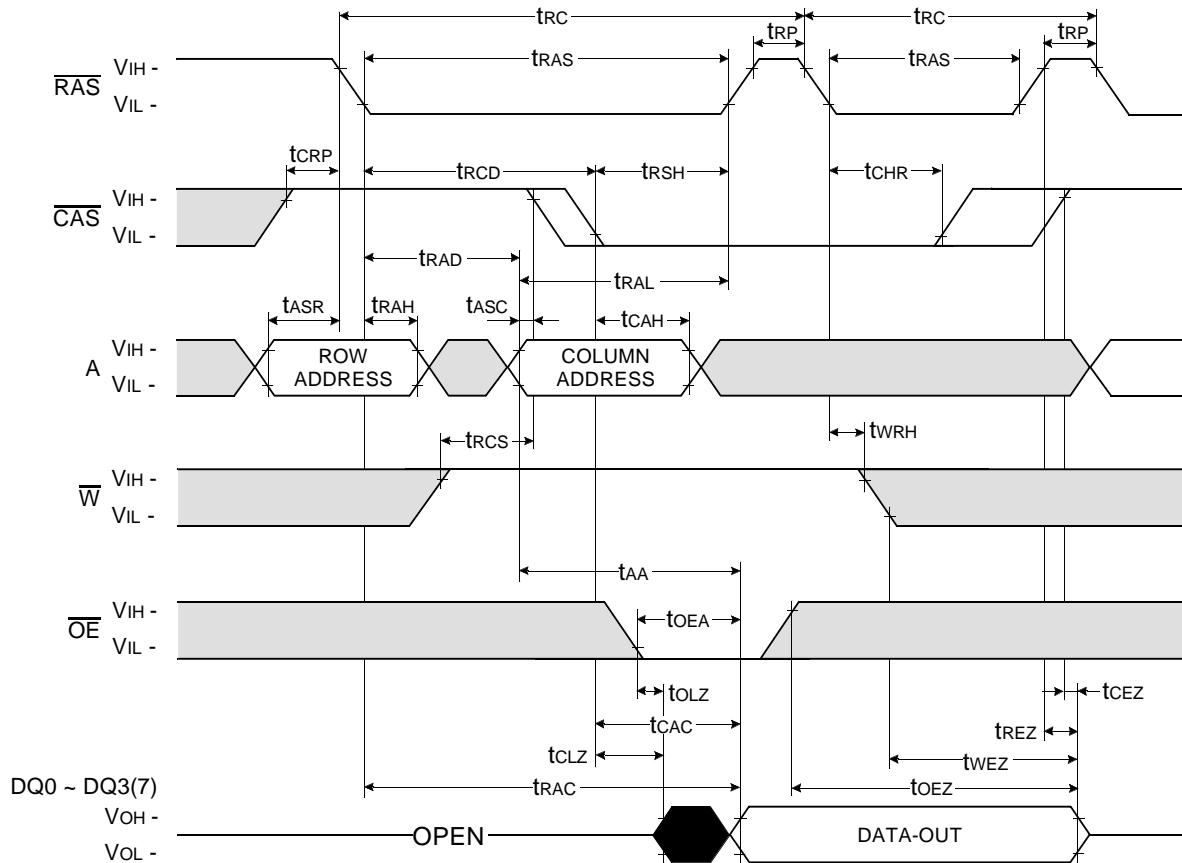 tRC tRC
tRP tRP
RAS VIH - tRAS tRAS
VIL -
tCRP tRCD tRSH tCHR
CAS VIH -
VIL -
tRAD tRAL
tASR tRAH tASC tCAH
A VIH - ROW ADDRESS COLUMN ADDRESS
VIL -
tRCS tWRH
W VIH -
VIL -
tAA
OE VIH - tOEA
VIL -
tOLZ tCEZ
tCAC tREZ
tCLZ tWEZ
DQ0 ~ DQ3(7) tRAC tOEZ
VOH -
OPEN DATA-OUT
VOL -